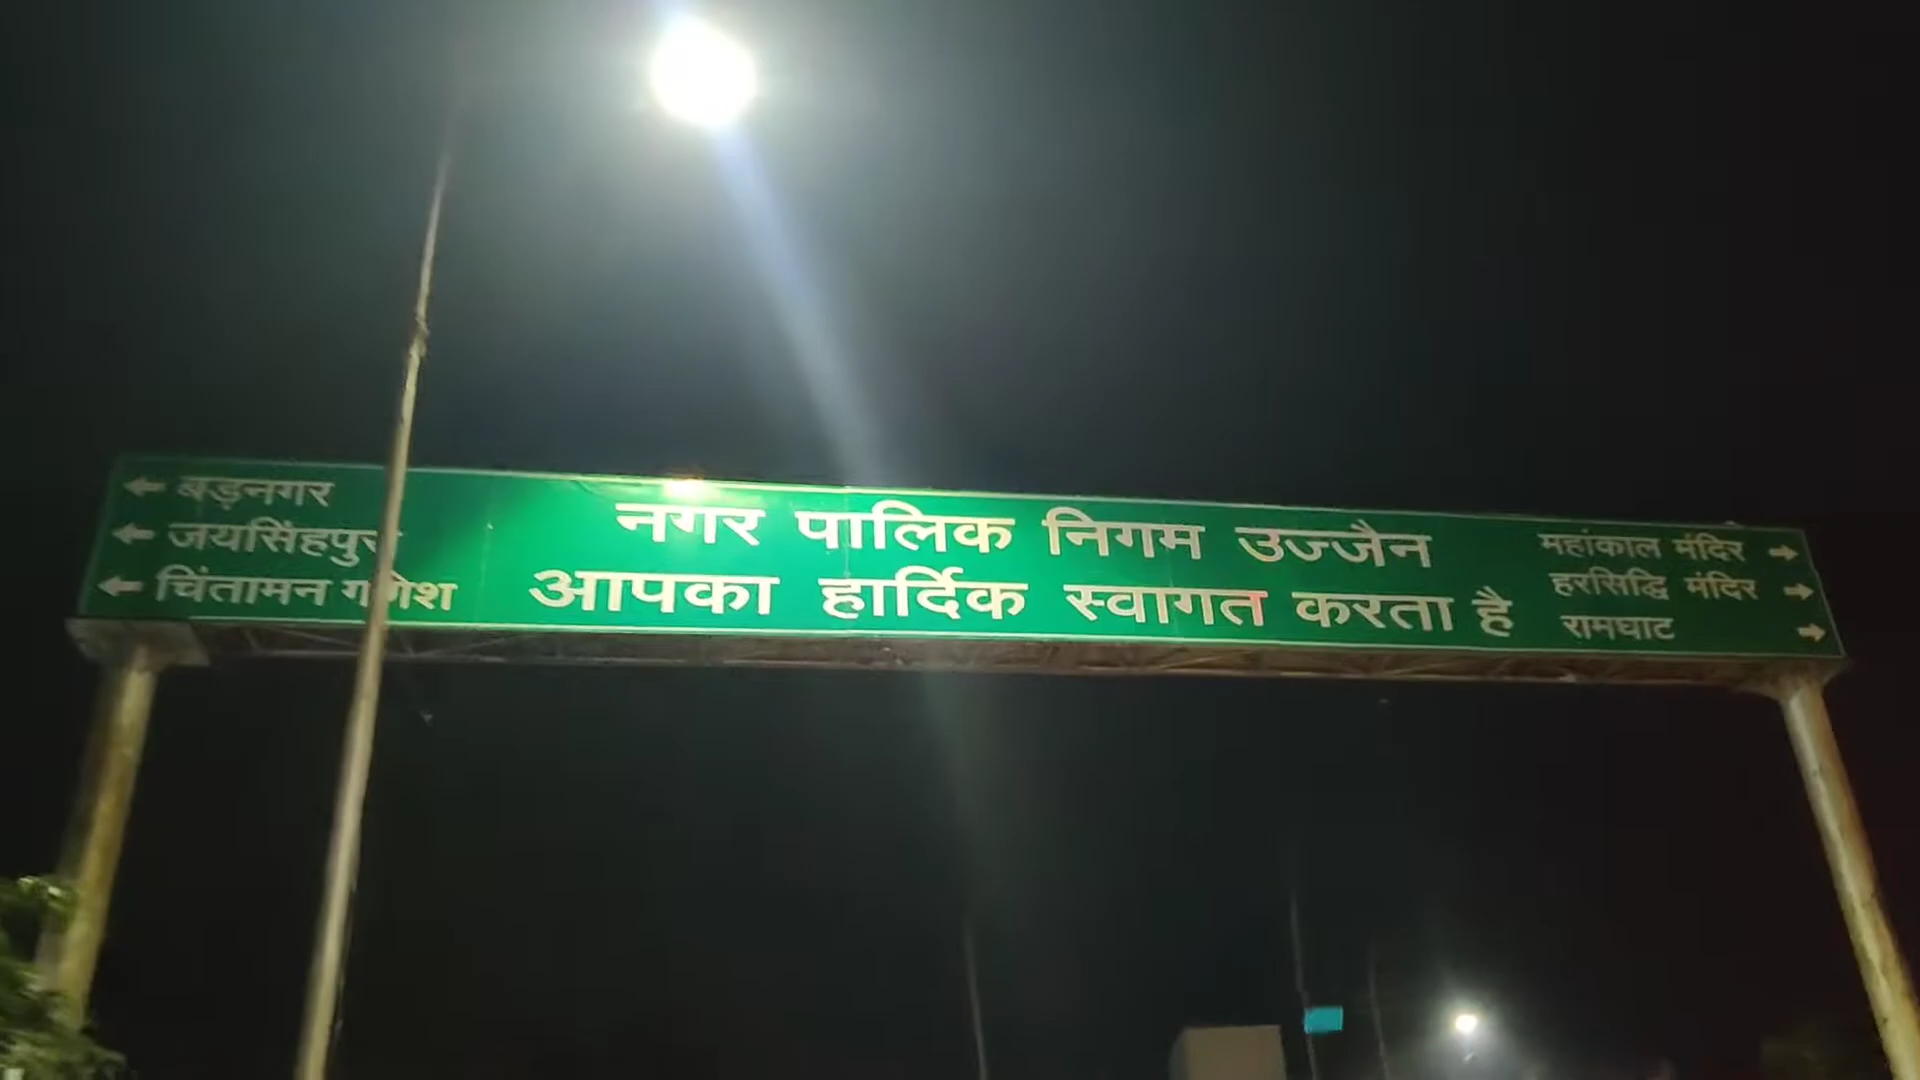 बड़नगर
जयसिंहपुर
चिंतामन गणेश
नगर पालिक निगम उज्जैन
आपका हार्दिक स्वागत करता है
महांकाल मंदिर
हरसिद्धि मंदिर
रामघाट